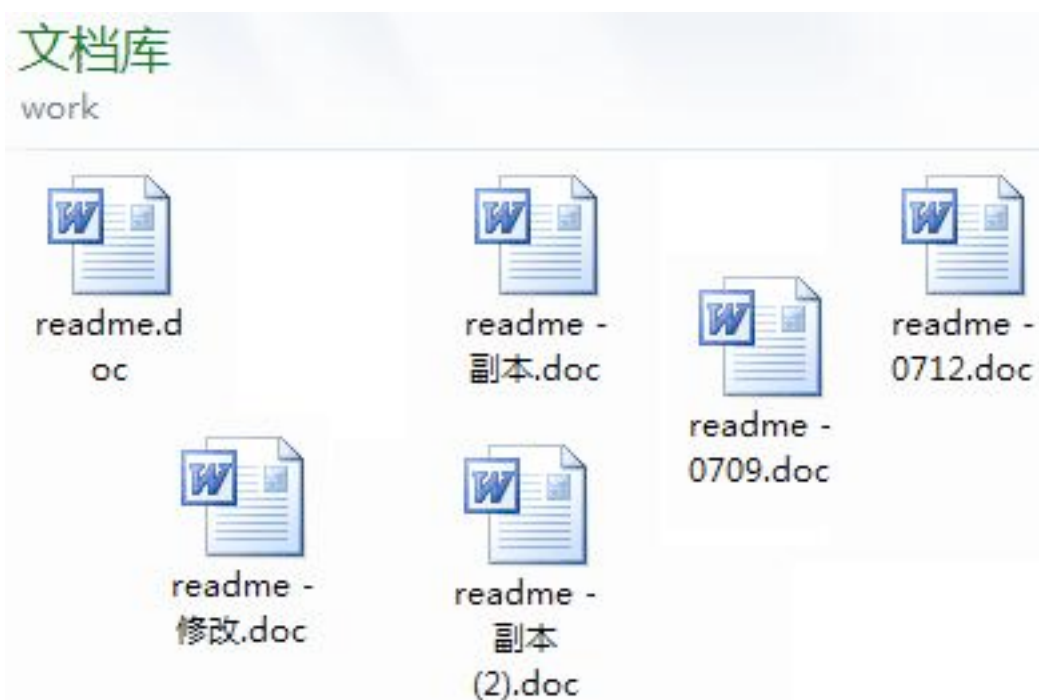 文档库
work
readme.d
oc
readme -
副本.doc
readme -
0712.doc
readme -
0709.doc
readme -
修改.doc
readme -
副本
(2).doc